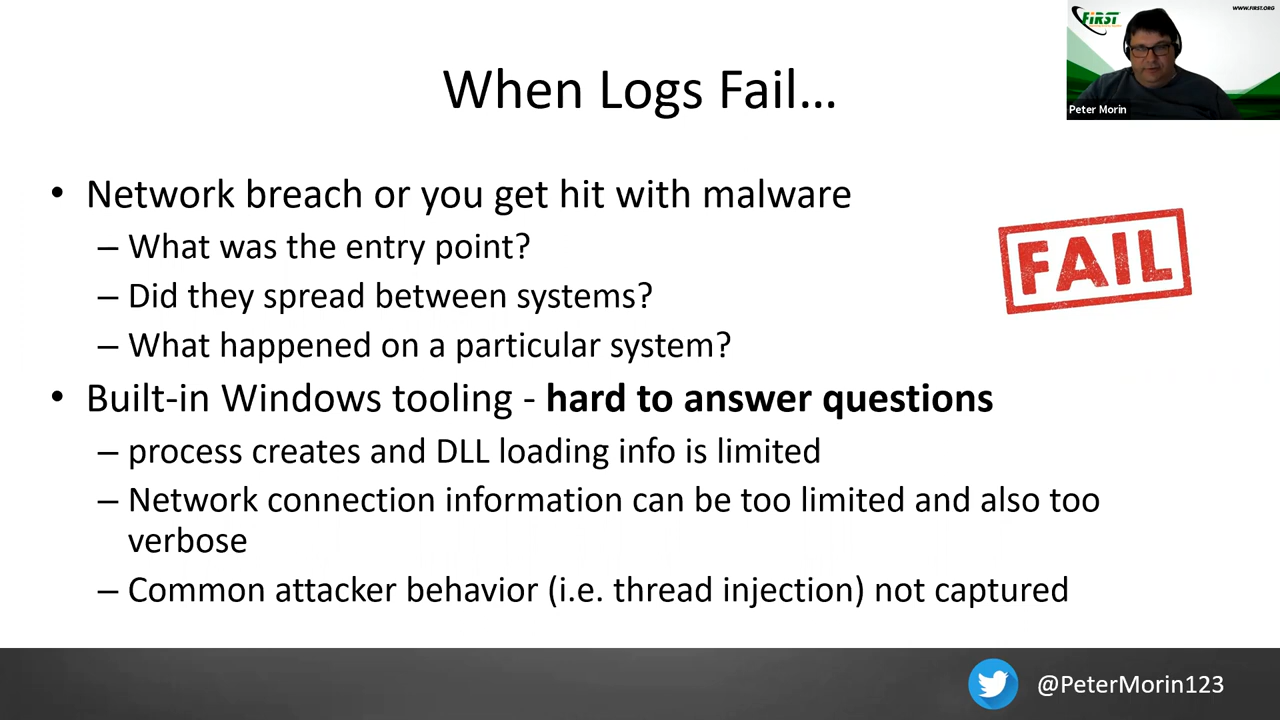 FIRST
WWW.FIRST.ORG
Peter Morin
When Logs Fail...
• Network breach or you get hit with malware
– What was the entry point?
– Did they spread between systems?
– What happened on a particular system?
FAIL
• Built-in Windows tooling - hard to answer questions
– process creates and DLL loading info is limited
– Network connection information can be too limited and also too
verbose
– Common attacker behavior (i.e. thread injection) not captured
@PeterMorin123